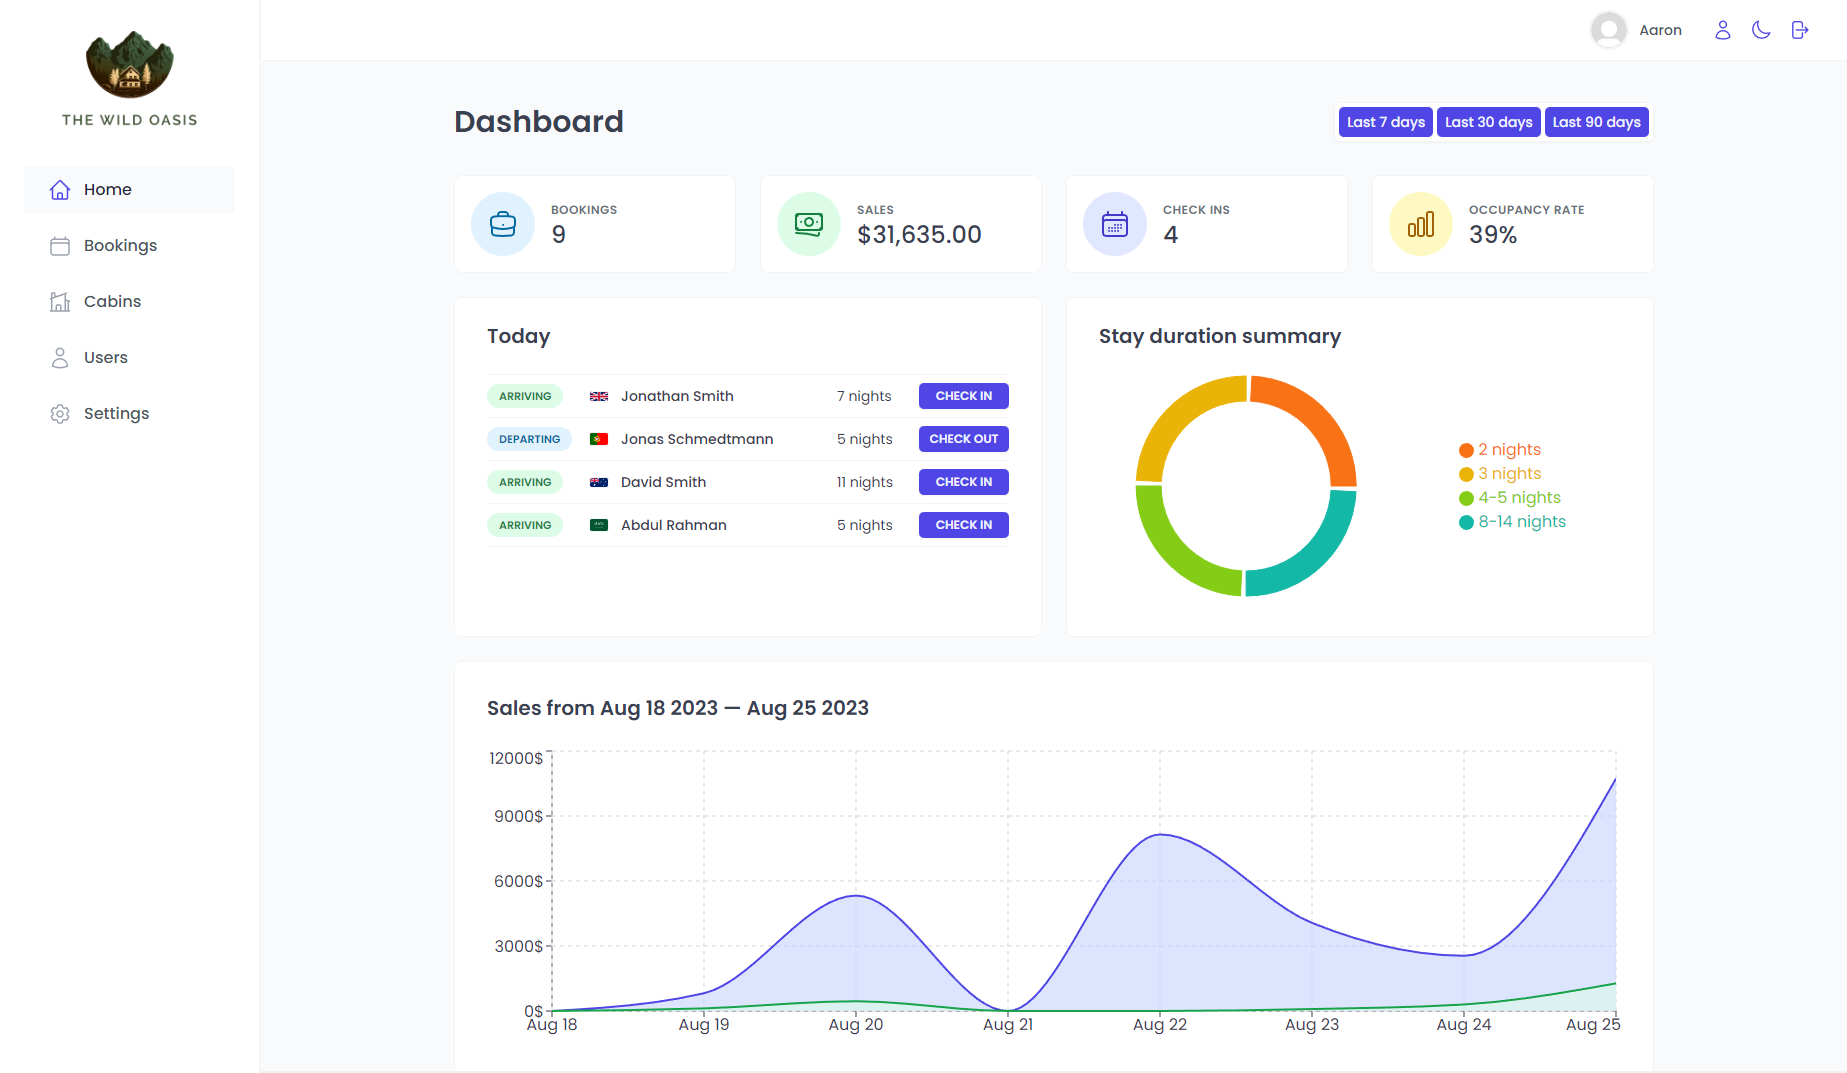 THE WILD OASIS
Home
Bookings
Cabins
Users
Settings
Aaron
Dashboard
Last 7 days
Last 30 days
Last 90 days
BOOKINGS
9
SALES
$31,635.00
CHECK INS
4
OCCUPANCY RATE
39%
Today
ARRIVING Jonathan Smith 7 nights CHECK IN
DEPARTING Jonas Schmedtmann 5 nights CHECK OUT
ARRIVING David Smith 11 nights CHECK IN
ARRIVING Abdul Rahman 5 nights CHECK IN
Stay duration summary
2 nights
3 nights
4-5 nights
8-14 nights
Sales from Aug 18 2023 — Aug 25 2023
12000$
9000$
6000$
3000$
0$
Aug 18 Aug 19 Aug 20 Aug 21 Aug 22 Aug 23 Aug 24 Aug 25